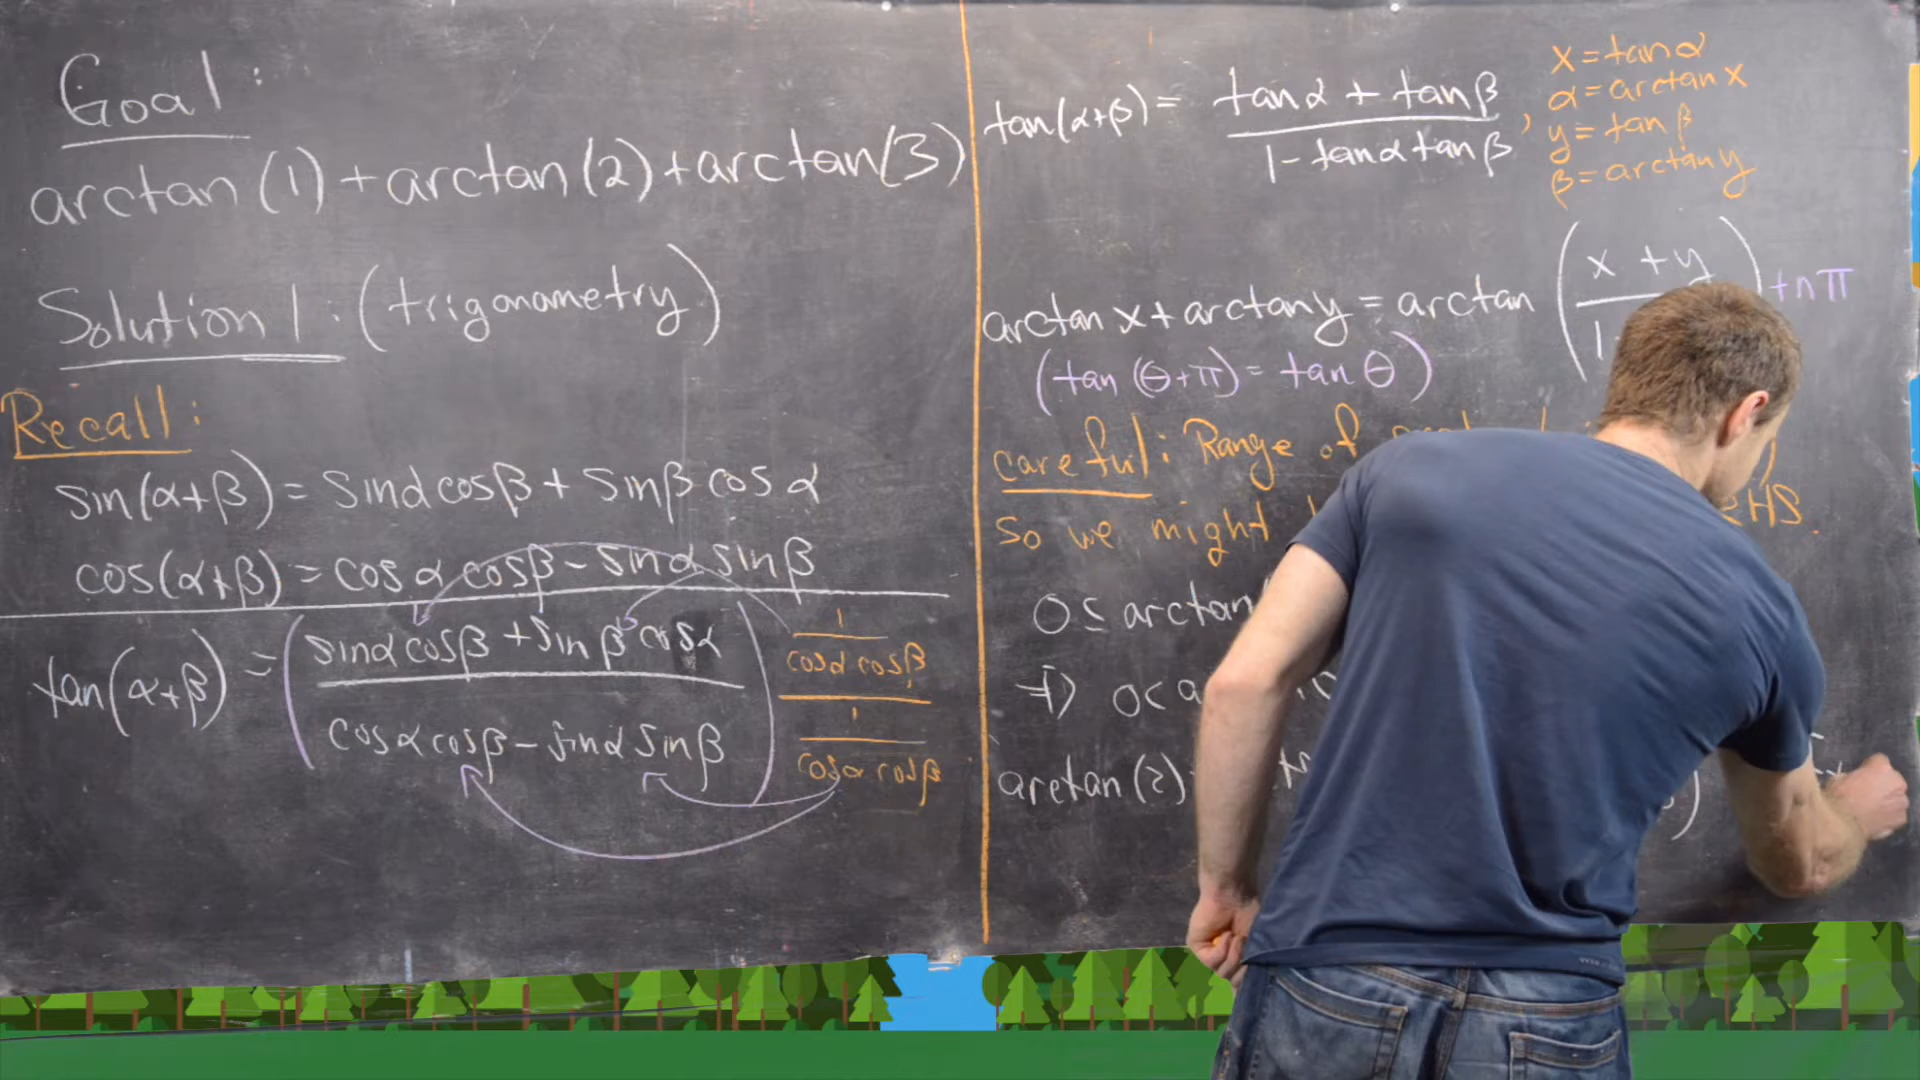 Goal:
arctan(1)+arctan(2)+arctan(3)
Solution 1: (trigonometry)
Recall:
sin(α+β) = sinα cosβ + sinβ cosα
cos(α+β) = cosα cosβ - sinα sinβ
tan(α+β) = (sinα cosβ + sinβ cosα / cosα cosβ - sinα sinβ) 1/cosα cosβ / 1/cosα cosβ
tan(α+β) = tanα + tanβ / 1 - tanα tanβ,
x = tanα
α = arctan x
y = tan β
β = arctan y
arctan x + arctan y = arctan (x + y / 1 +nπ
(tan (θ+π) = tan θ)
careful: Range of
so we might RHS.
0 ≤ arctan
⇒ 0<
arctan(2)